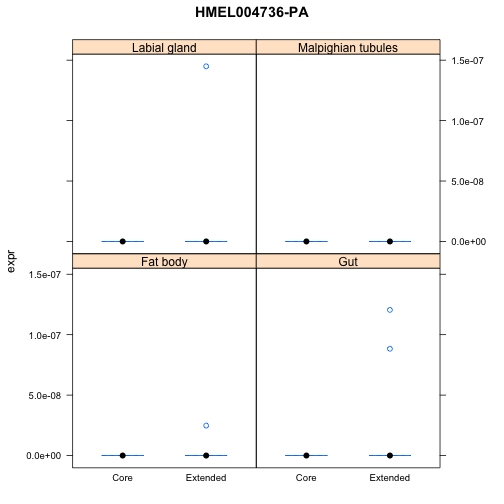 HMEL004736-PA
Labial gland Malpighian tubules
1.5e-07
1.0e-07
5.0e-08
0.0e+00
expr
Fat body Gut
1.5e-07
1.0e-07
5.0e-08
0.0e+00
Core Extended Core Extended